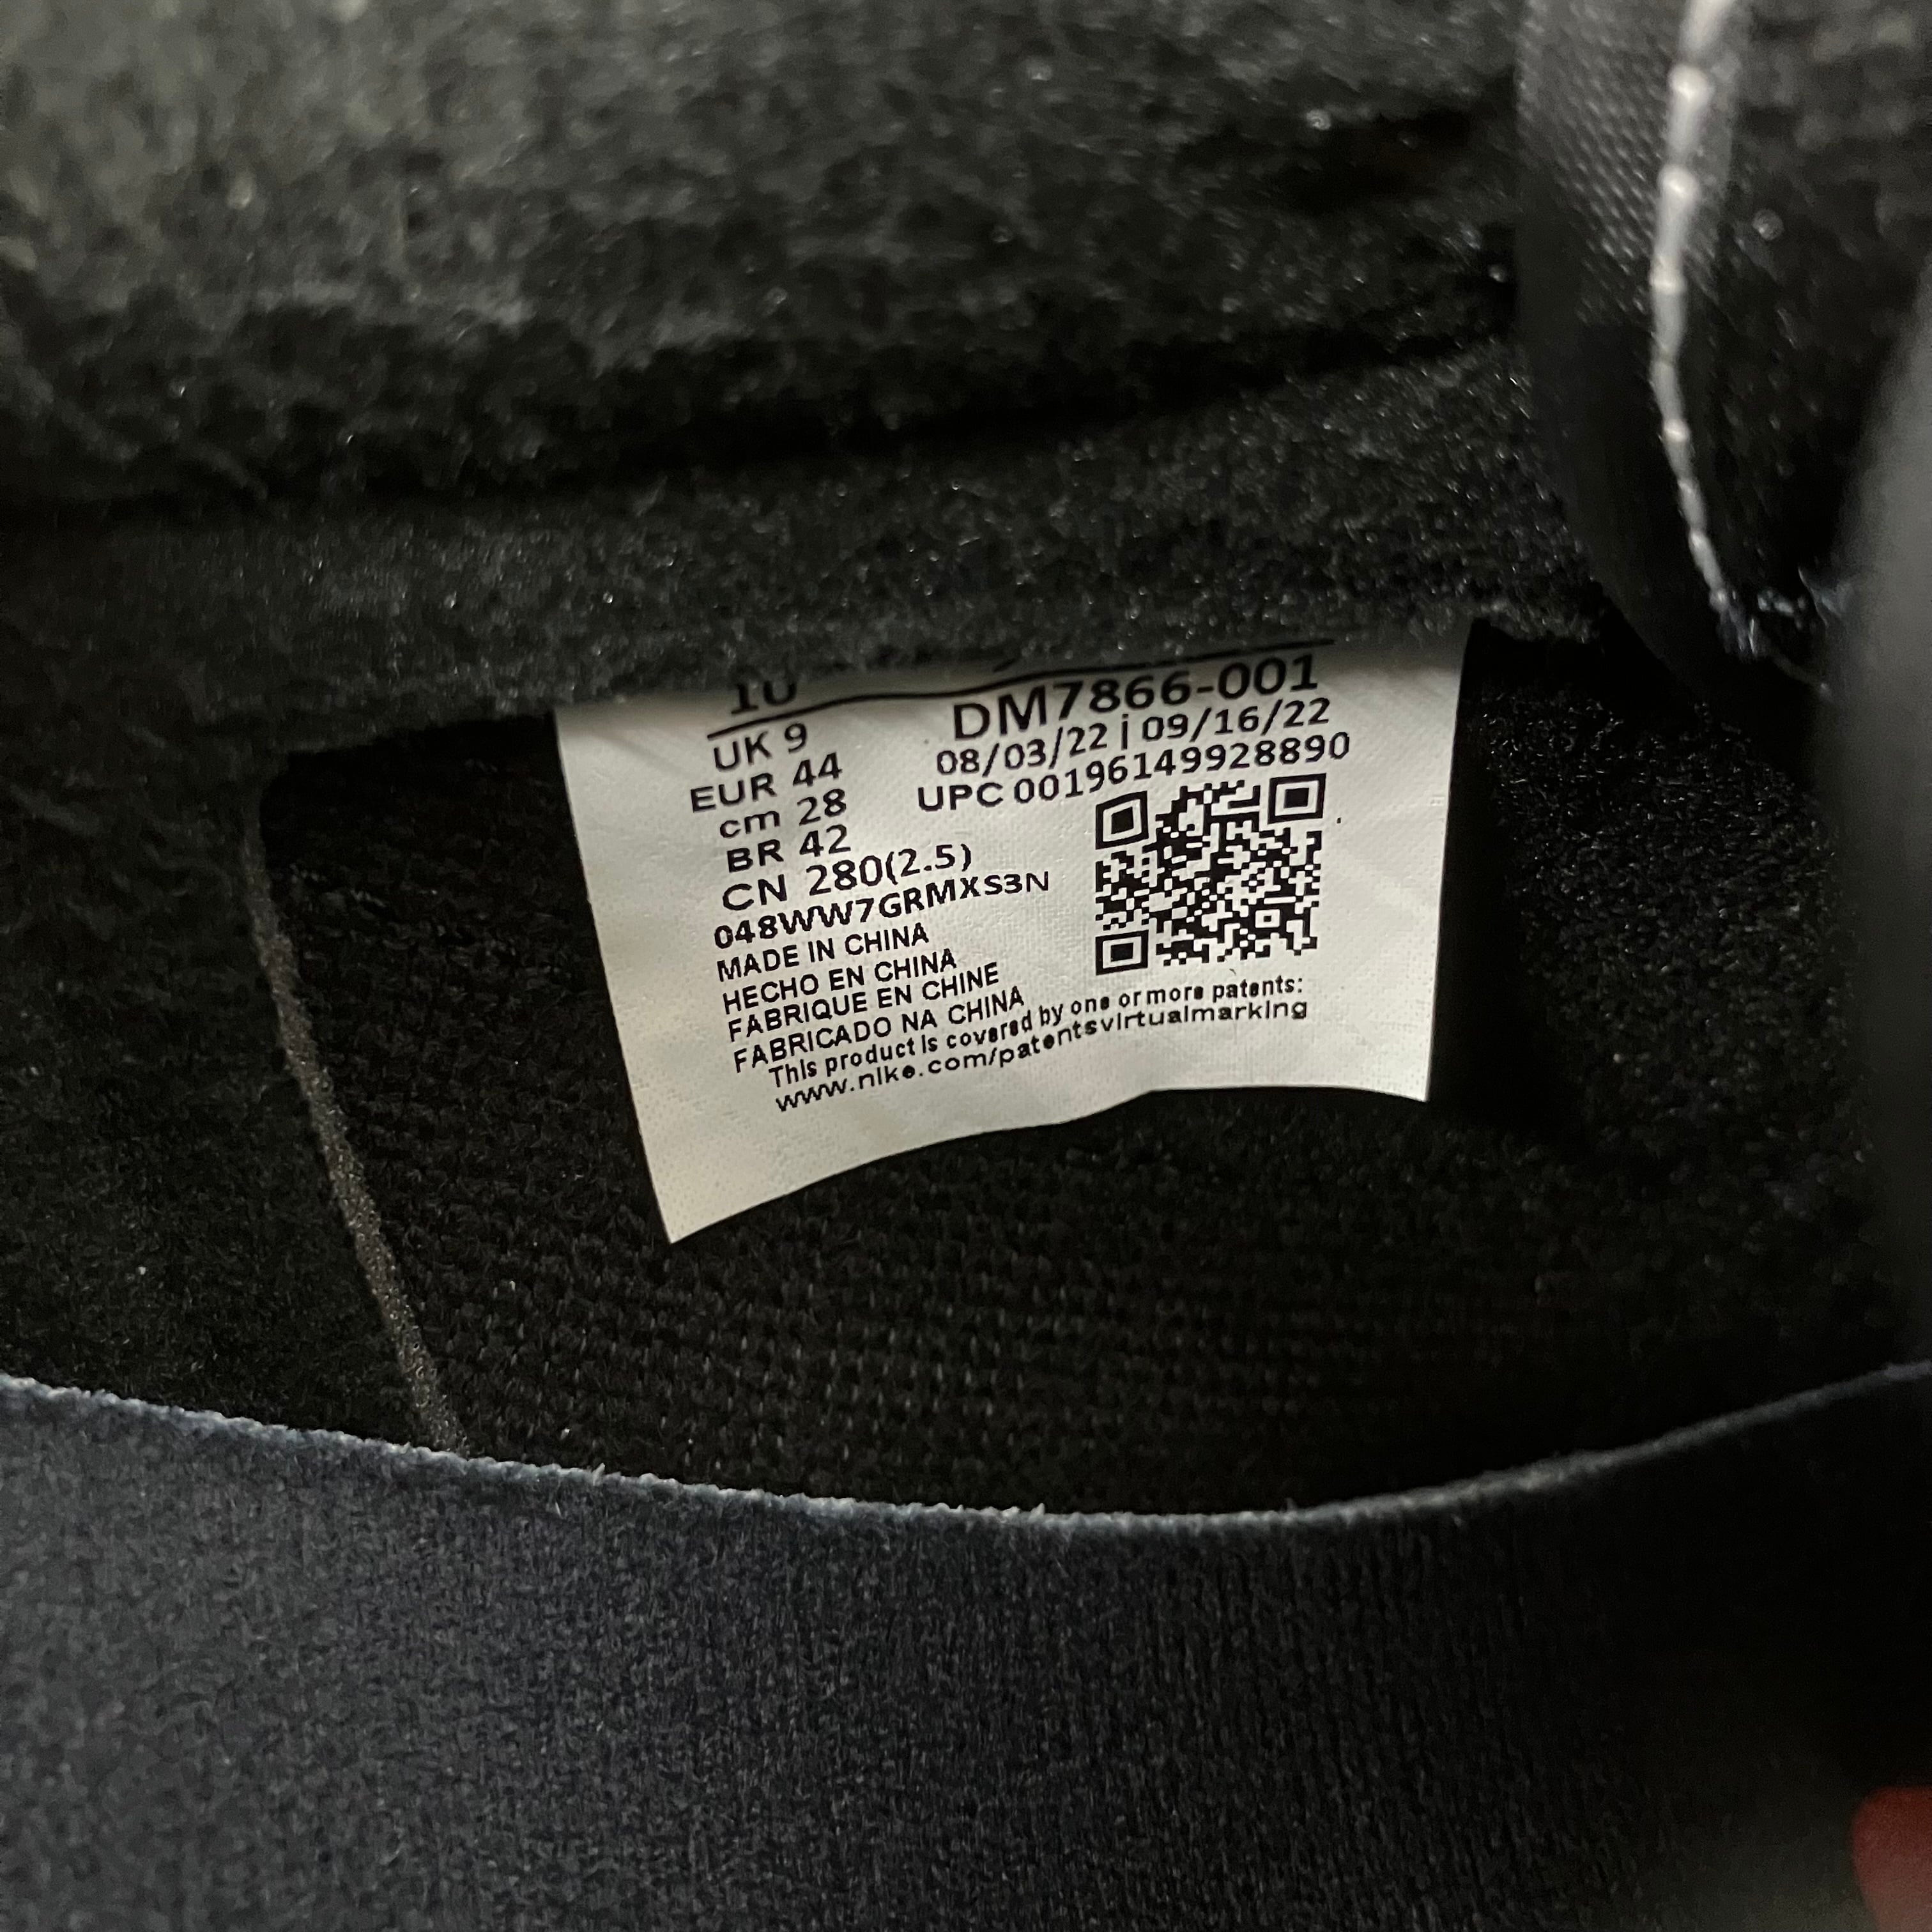 10
UK 9
EUR 44
cm 28
BR 42
CN 280(2.5)
DM7866-001
08/03/22 | 09/16/22
UPC 00196149928890
048WW7GRMXS3N
MADE IN CHINA
HECHO EN CHINA
FABRIQUE EN CHINE
FABRICADO NA CHINA
This product is covered by one or more patents:
www.nike.com/patentsvirtualmarking